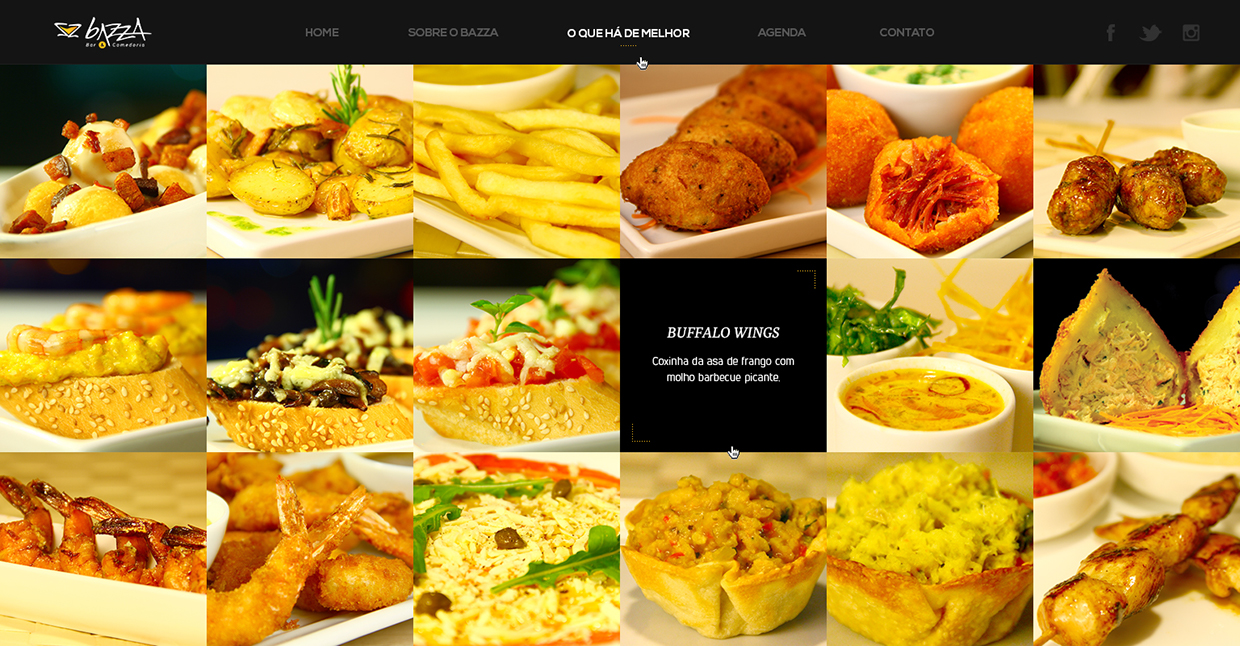 bazza
Bar & Comedoria
HOME
SOBRE O BAZZA
O QUE HÁ DE MELHOR
AGENDA
CONTATO
BUFFALO WINGS
Coxinha da asa de frango com
molho barbecue picante.